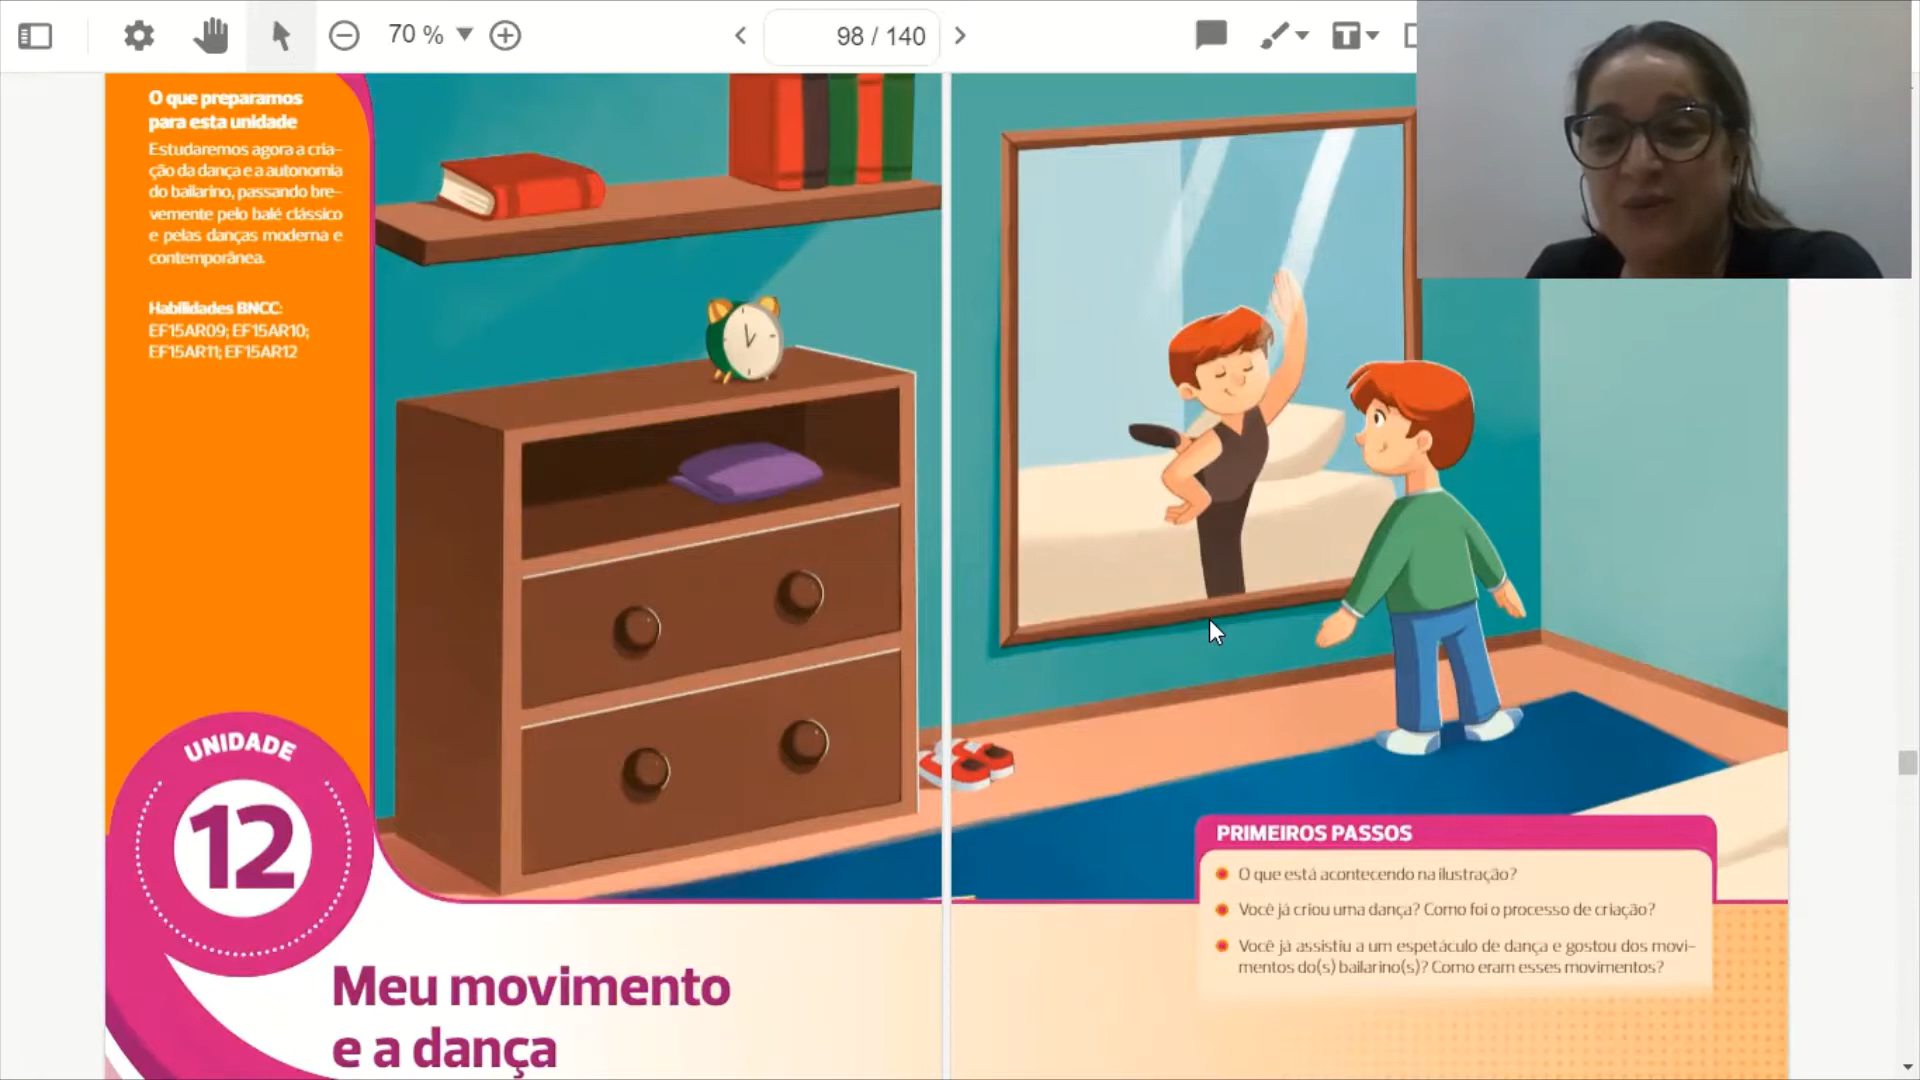 70 %
98 / 140
O que preparamos
para esta unidade
Estudaremos agora a cria-
ção da dança e a autonomia
do bailarino, passando bre-
vemente pelo balé clássico
e pelas danças moderna e
contemporânea.
Habilidades BNCC:
EF15AR09; EF15AR10;
EF15AR11; EF15AR12
UNIDADE
12
Meu movimento
e a dança
PRIMEIROS PASSOS
O que está acontecendo na ilustração?
Você já criou uma dança? Como foi o processo de criação?
Você já assistiu a um espetáculo de dança e gostou dos movi-
mentos do(s) bailarino(s)? Como eram esses movimentos?